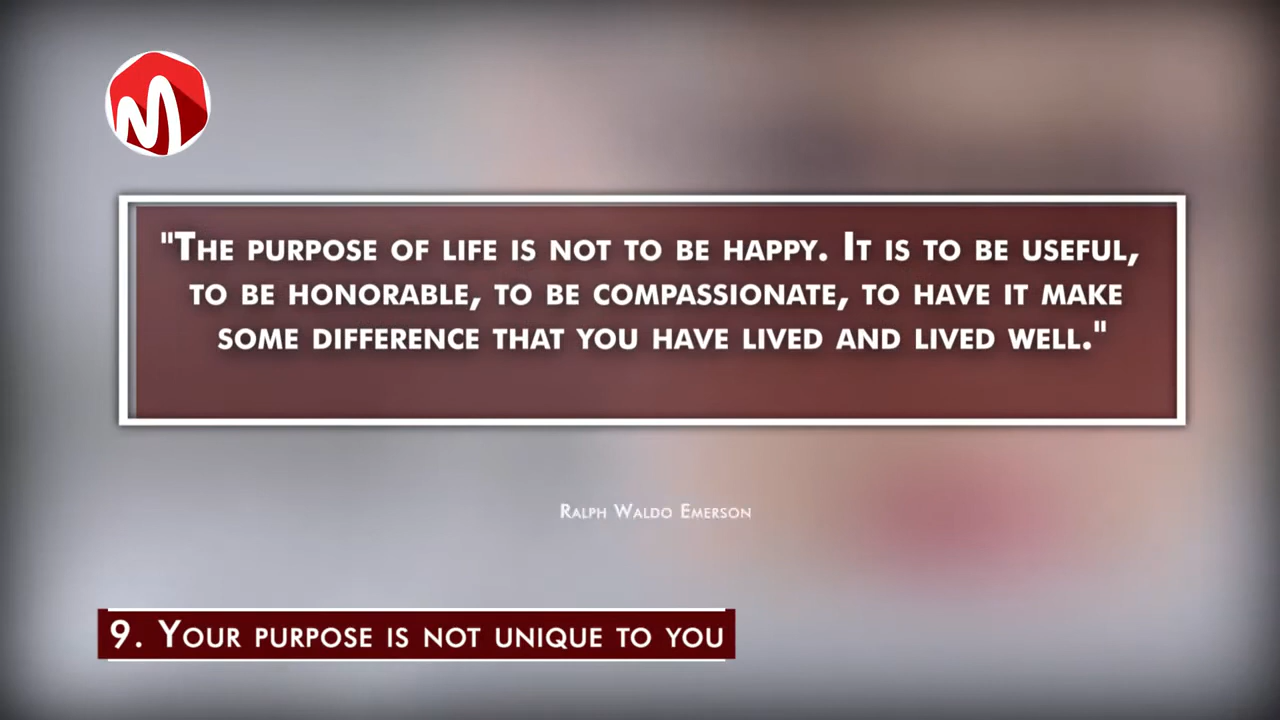 "The purpose of life is not to be happy. It is to be useful,
to be honorable, to be compassionate, to have it make
some difference that you have lived and lived well."
Ralph Waldo Emerson
9. Your purpose is not unique to you